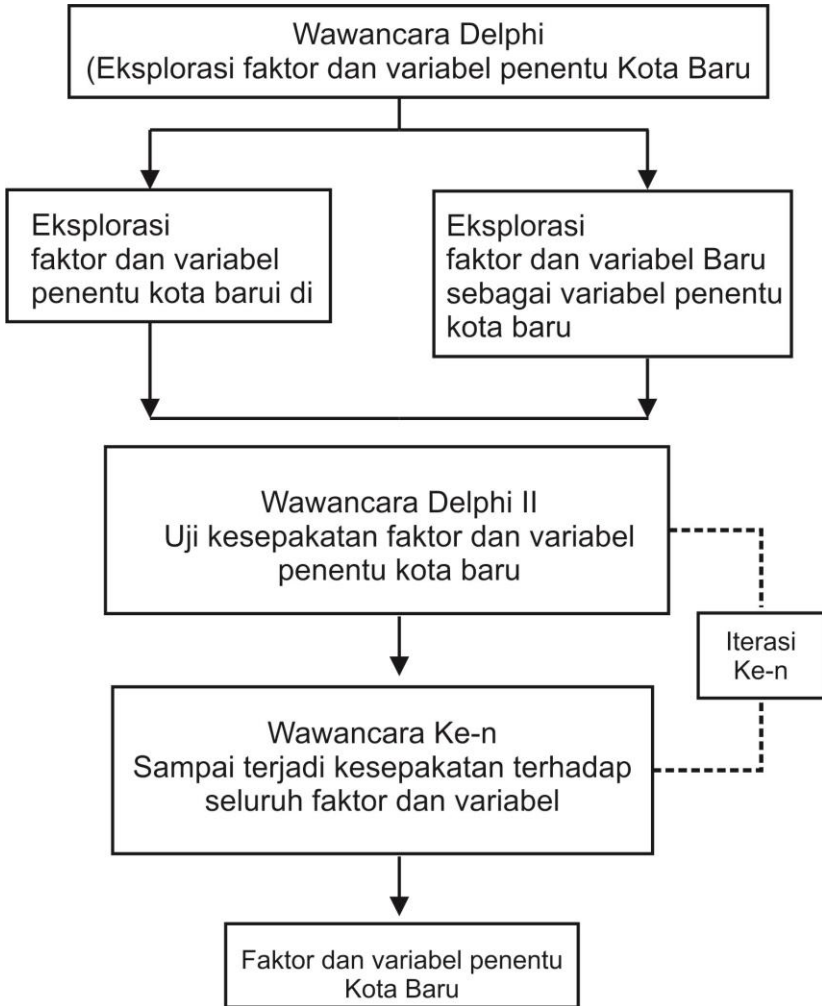 Wawancara Delphi
(Eksplorasi faktor dan variabel penentu Kota Baru
Eksplorasi
faktor dan variabel
penentu kota barui di
Eksplorasi
faktor dan variabel Baru
sebagai variabel penentu
kota baru
Wawancara Delphi II
Uji kesepakatan faktor dan variabel
penentu kota baru
Iterasi
Ke-n
Wawancara Ke-n
Sampai terjadi kesepakatan terhadap
seluruh faktor dan variabel
Faktor dan variabel penentu
Kota Baru